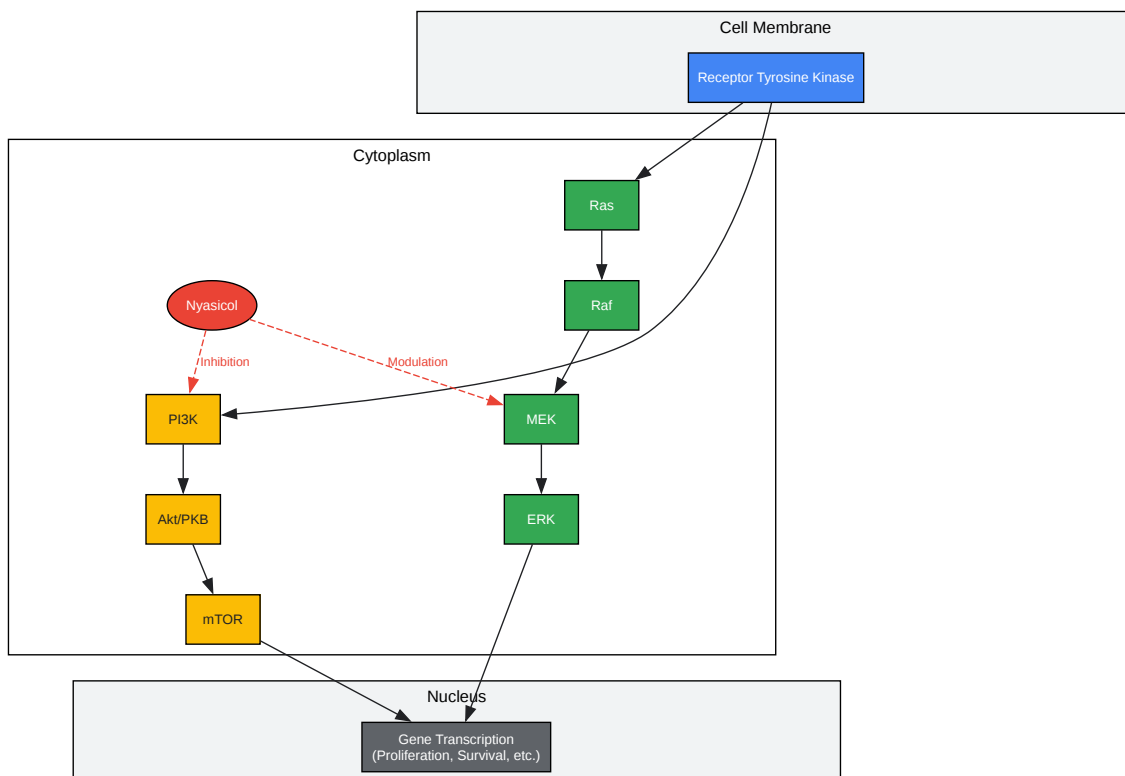 Cell Membrane
Receptor Tyrosine Kinase
Cytoplasm
Ras
Nyasicol
Raf
Inhibition
Modulation
PI3K
MEK
Akt/PKB
ERK
mTOR
Nucleus
Gene Transcription
(Proliferation, Survival, etc.)